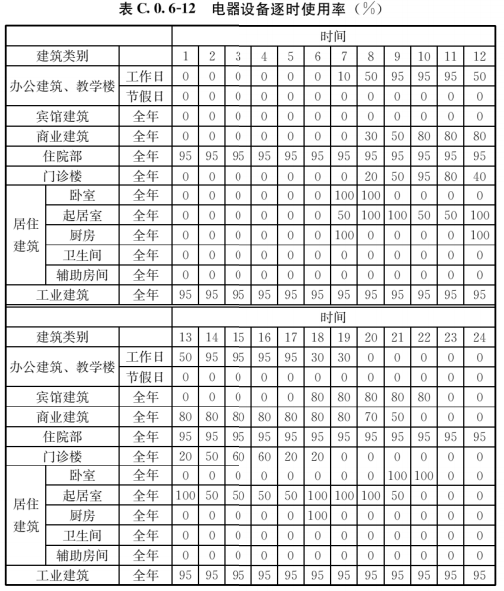 表 C.0.6-12 电器设备逐时使用率（%）
时间
建筑类别 1 2 3 4 5 6 7 8 9 10 11 12
办公建筑、教学楼 工作日 0 0 0 0 0 0 10 50 95 95 95 50
节假日 0 0 0 0 0 0 0 0 0 0 0 0
宾馆建筑 全年 0 0 0 0 0 0 0 0 0 0 0 0
商业建筑 全年 0 0 0 0 0 0 0 30 50 80 80 80
住院部 全年 95 95 95 95 95 95 95 95 95 95 95 95
门诊楼 全年 0 0 0 0 0 0 0 20 50 95 80 40
居住建筑 卧室 全年 0 0 0 0 0 0 100 100 0 0 0 0
起居室 全年 0 0 0 0 0 0 50 100 100 50 50 100
厨房 全年 0 0 0 0 0 0 100 0 0 0 0 100
卫生间 全年 0 0 0 0 0 0 0 0 0 0 0 0
辅助房间 全年 0 0 0 0 0 0 0 0 0 0 0 0
工业建筑 全年 95 95 95 95 95 95 95 95 95 95 95 95
时间
建筑类别 13 14 15 16 17 18 19 20 21 22 23 24
办公建筑、教学楼 工作日 50 95 95 95 95 30 30 0 0 0 0 0
节假日 0 0 0 0 0 0 0 0 0 0 0 0
宾馆建筑 全年 0 0 0 0 0 80 80 80 80 80 0 0
商业建筑 全年 80 80 80 80 80 80 80 70 50 0 0 0
住院部 全年 95 95 95 95 95 95 95 95 95 95 95 95
门诊楼 全年 20 50 60 60 20 20 0 0 0 0 0 0
居住建筑 卧室 全年 0 0 0 0 0 0 0 0 100 100 0 0
起居室 全年 100 50 50 50 50 100 100 100 50 0 0 0
厨房 全年 0 0 0 0 0 100 0 0 0 0 0 0
卫生间 全年 0 0 0 0 0 0 0 0 0 0 0 0
辅助房间 全年 0 0 0 0 0 0 0 0 0 0 0 0
工业建筑 全年 95 95 95 95 95 95 95 95 95 95 95 95